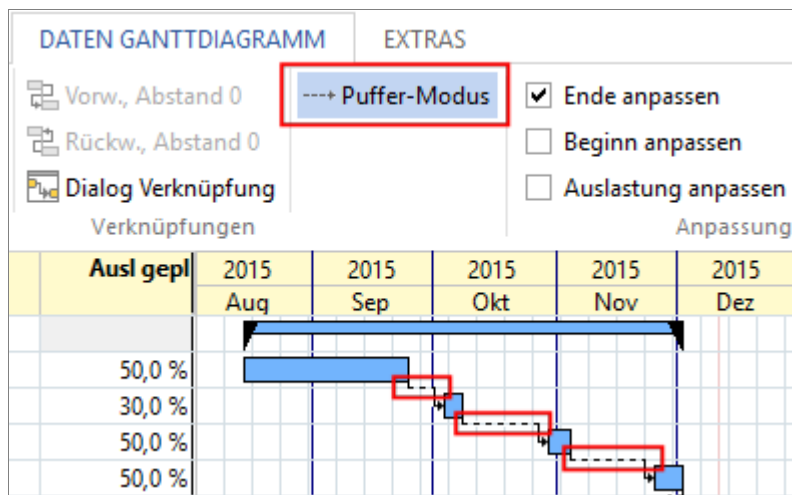 DATEN GANTTDIAGRAMM EXTRAS
Vorw., Abstand 0 Puffer-Modus Ende anpassen
Rückw., Abstand 0 Beginn anpassen
Dialog Verknüpfung Auslastung anpassen
Verknüpfungen Anpassung
Ausl gepl 2015 2015 2015 2015 2015
Aug Sep Okt Nov Dez
50,0 %
30,0 %
50,0 %
50,0 %